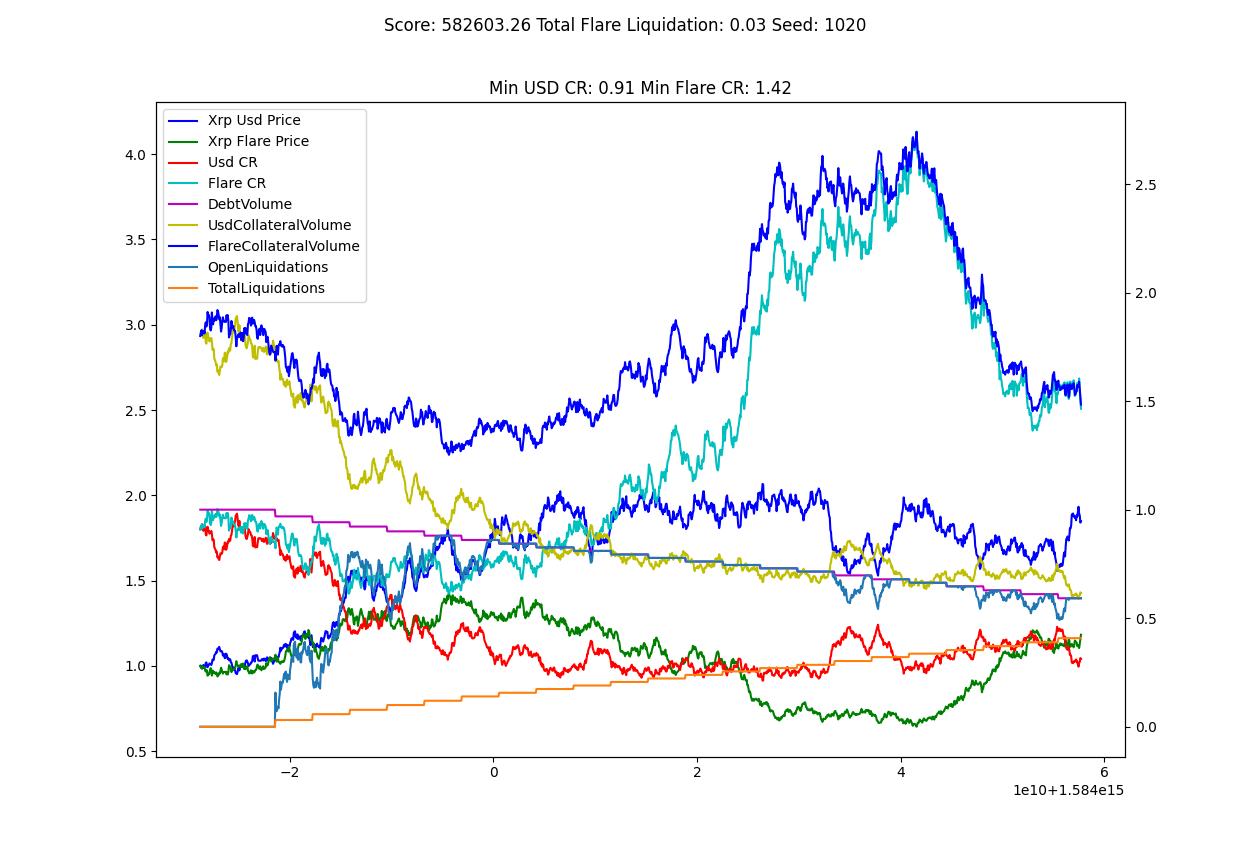 Score: 582603.26 Total Flare Liquidation: 0.03 Seed: 1020
Min USD CR: 0.91 Min Flare CR: 1.42
Xrp Usd Price
Xrp Flare Price
Usd CR
Flare CR
DebtVolume
UsdCollateralVolume
FlareCollateralVolume
OpenLiquidations
TotalLiquidations
4.0
3.5
3.0
2.5
2.0
1.5
1.0
0.5
2.5
2.0
1.5
1.0
0.5
0.0
−2 0 2 4 6
1e10+1.584e15